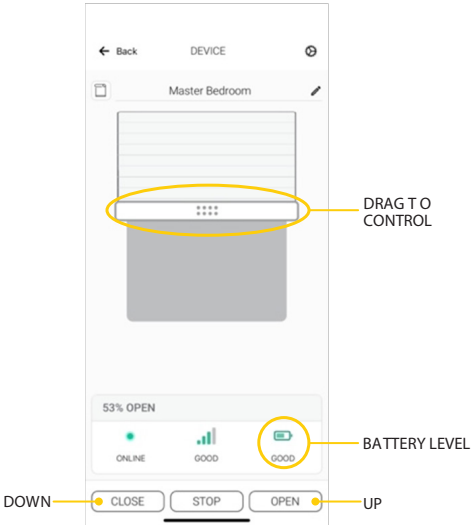 Back DEVICE
Master Bedroom
DRAG T O
CONTROL
53% OPEN
ONLINE GOOD GOOD
BATTERY LEVEL
DOWN CLOSE STOP OPEN UP